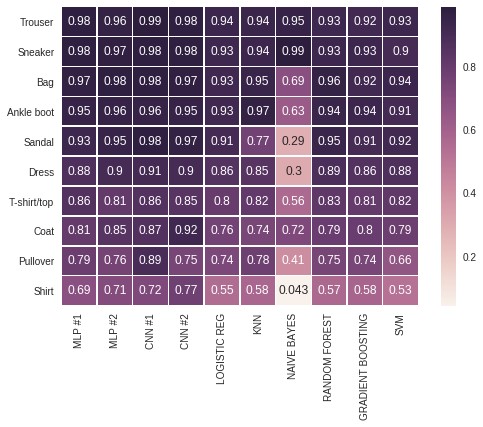 Trouser 0.98 0.96 0.99 0.98 0.94 0.94 0.95 0.93 0.92 0.93
Sneaker 0.98 0.97 0.98 0.98 0.93 0.94 0.99 0.93 0.93 0.9
Bag 0.97 0.98 0.98 0.97 0.93 0.95 0.69 0.96 0.92 0.94
Ankle boot 0.95 0.96 0.96 0.95 0.93 0.97 0.63 0.94 0.94 0.91
Sandal 0.93 0.95 0.98 0.97 0.91 0.77 0.29 0.95 0.91 0.92
Dress 0.88 0.9 0.91 0.9 0.86 0.85 0.3 0.89 0.86 0.88
T-shirt/top 0.86 0.81 0.86 0.85 0.8 0.82 0.56 0.83 0.81 0.82
Coat 0.81 0.85 0.87 0.92 0.76 0.74 0.72 0.79 0.8 0.79
Pullover 0.79 0.76 0.89 0.75 0.74 0.78 0.41 0.75 0.74 0.66
Shirt 0.69 0.71 0.72 0.77 0.55 0.58 0.043 0.57 0.58 0.53
MLP #1
MLP #2
CNN #1
CNN #2
LOGISTIC REG
KNN
NAIVE BAYES
RANDOM FOREST
GRADIENT BOOSTING
SVM
0.8
0.6
0.4
0.2